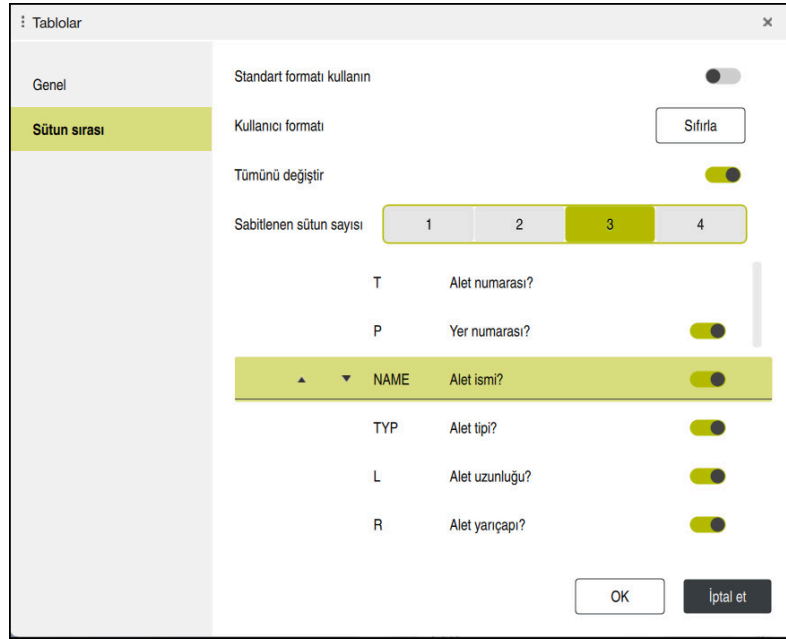 Tablolar
Genel
Sütun sırası
Standart formatı kullanın
Kullanıcı formatı
Sıfırla
Tümünü değiştir
Sabitlenen sütun sayısı 1 2 3 4
T Alet numarası?
P Yer numarası?
NAME Alet ismi?
TYP Alet tipi?
L Alet uzunluğu?
R Alet yarıçapı?
OK İptal et